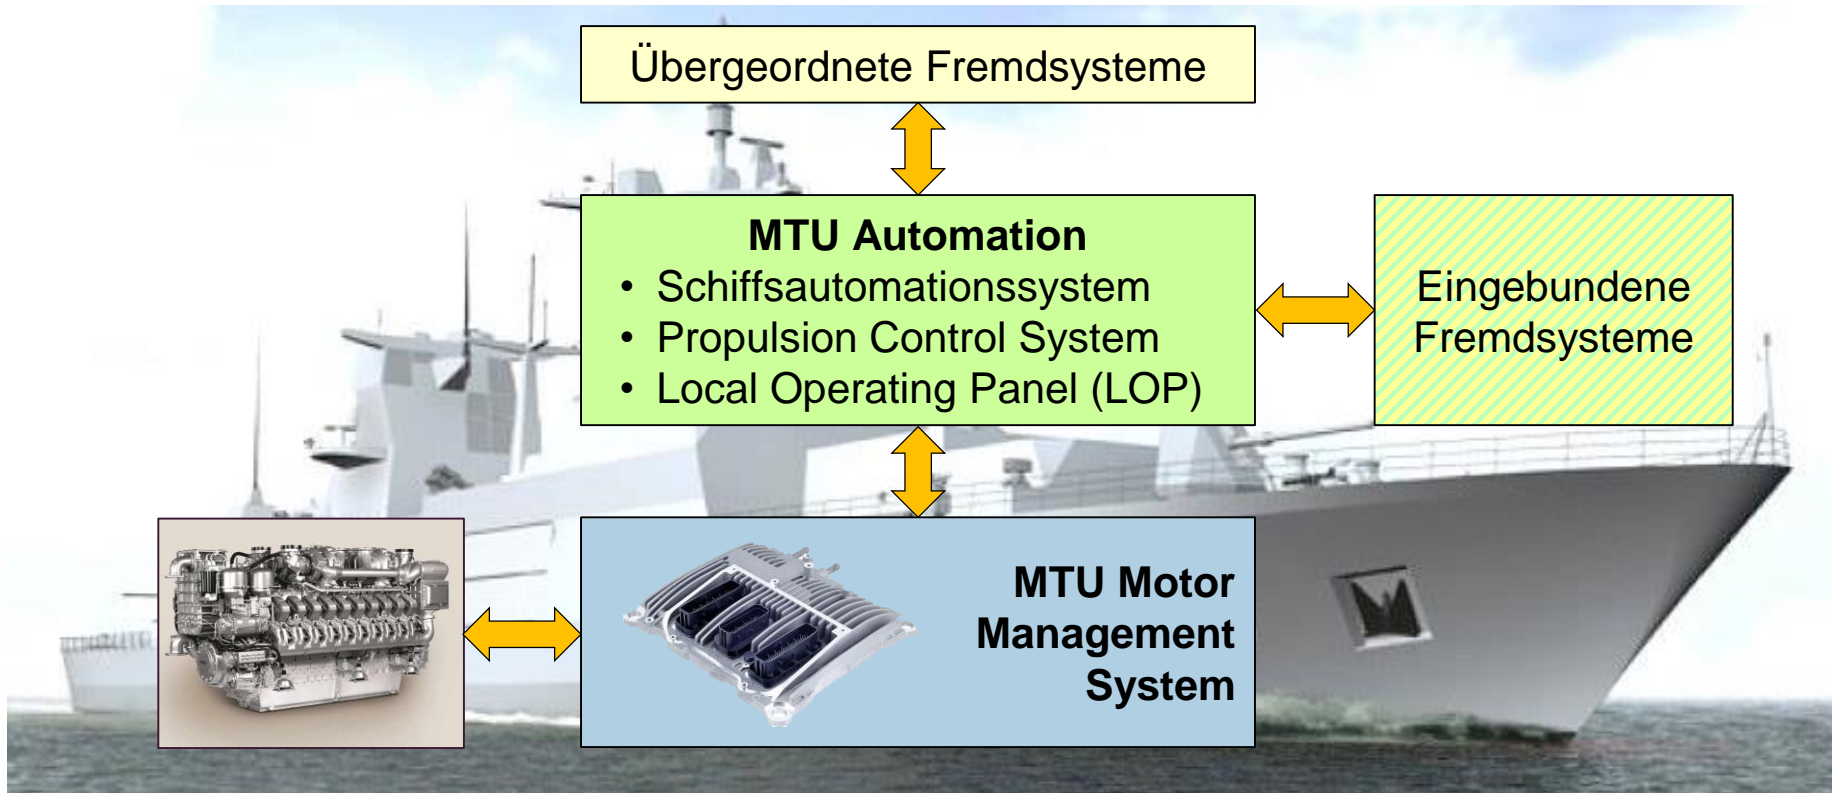 Übergeordnete Fremdsysteme
MTU Automation
• Schiffsautomationssystem
• Propulsion Control System
• Local Operating Panel (LOP)
Eingebundene
Fremdsysteme
MTU Motor
Management
System